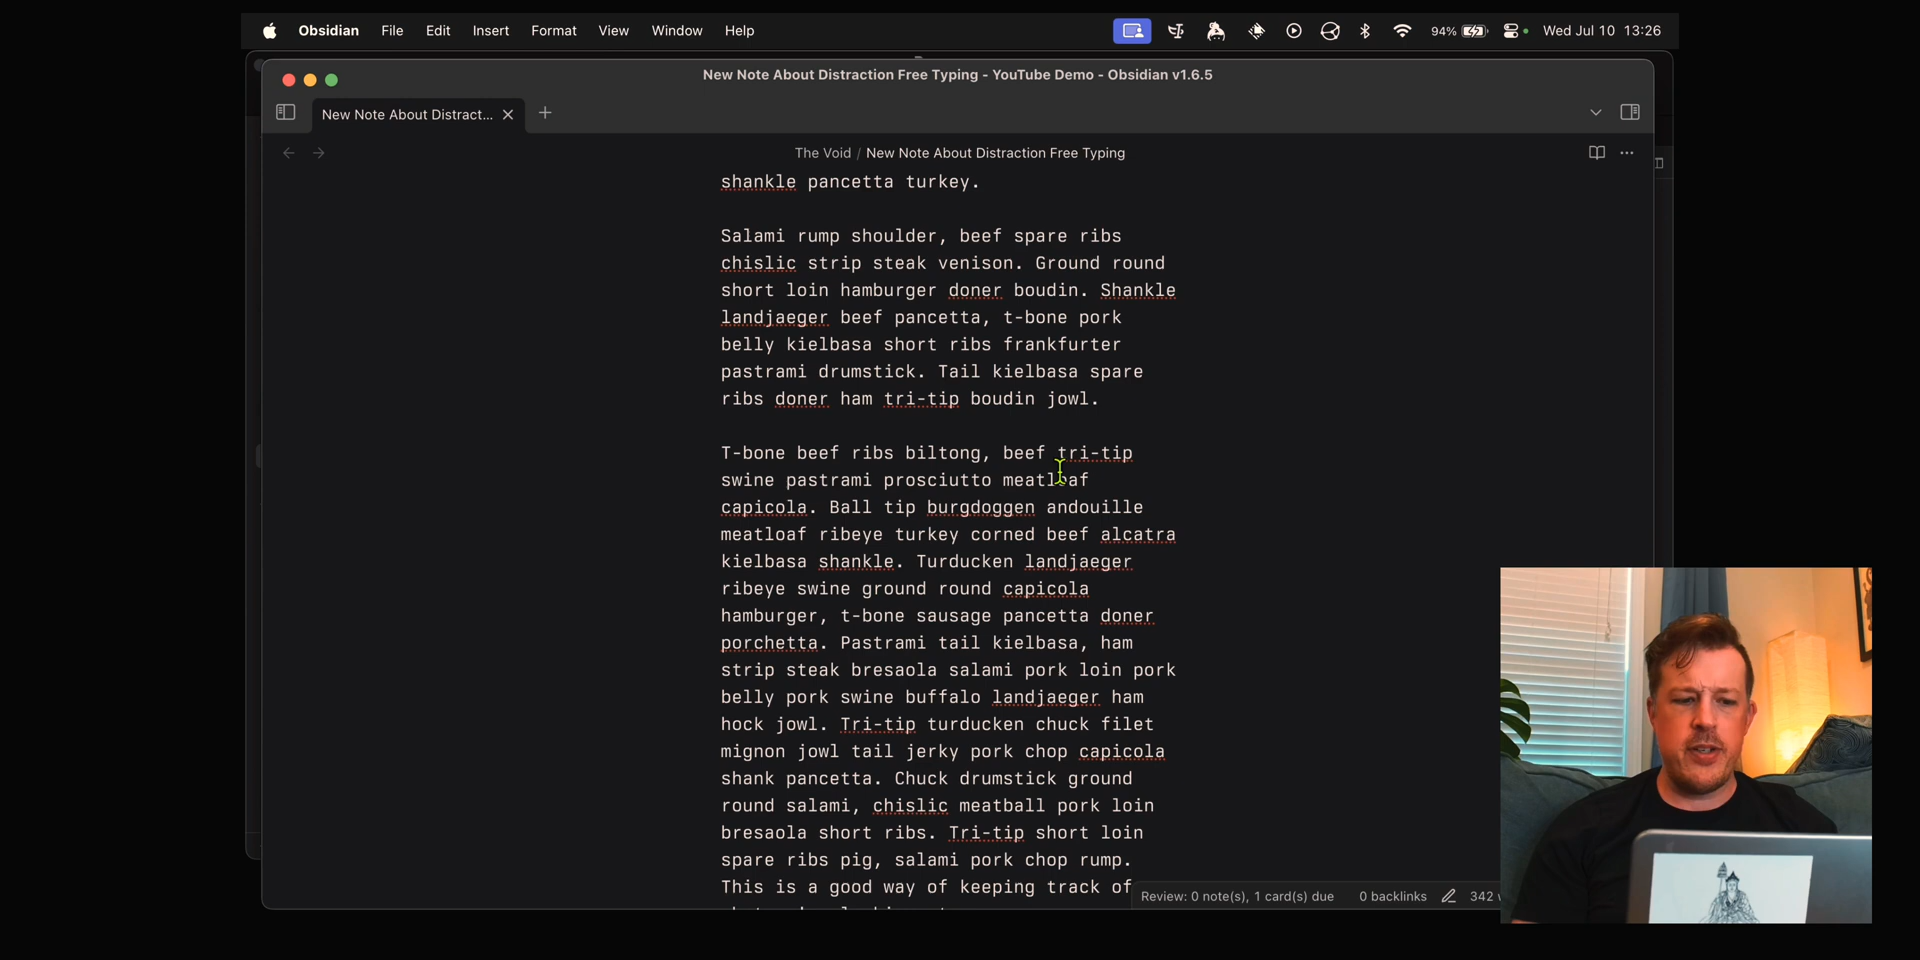 Obsidian File Edit Insert Format View Window Help 94% Wed Jul 10 13:26
New Note About Distraction Free Typing - YouTube Demo - Obsidian v1.6.5
New Note About Distract...
The Void / New Note About Distraction Free Typing
shankle pancetta turkey.
Salami rump shoulder, beef spare ribs
chislic strip steak venison. Ground round
short loin hamburger doner boudin. Shankle
landjaeger beef pancetta, t-bone pork
belly kielbasa short ribs frankfurter
pastrami drumstick. Tail kielbasa spare
ribs doner ham tri-tip boudin jowl.
T-bone beef ribs biltong, beef tri-tip
swine pastrami prosciutto meatloaf
capicola. Ball tip burgdoggen andouille
meatloaf ribeye turkey corned beef alcatra
kielbasa shankle. Turducken landjaeger
ribeye swine ground round capicola
hamburger, t-bone sausage pancetta doner
porchetta. Pastrami tail kielbasa, ham
strip steak bresaola salami pork loin pork
belly pork swine buffalo landjaeger ham
hock jowl. Tri-tip turducken chuck filet
mignon jowl tail jerky pork chop capicola
shank pancetta. Chuck drumstick ground
round salami, chislic meatball pork loin
bresaola short ribs. Tri-tip short loin
spare ribs pig, salami pork chop rump.
This is a good way of keeping track of
Review: 0 note(s), 1 card(s) due 0 backlinks 342